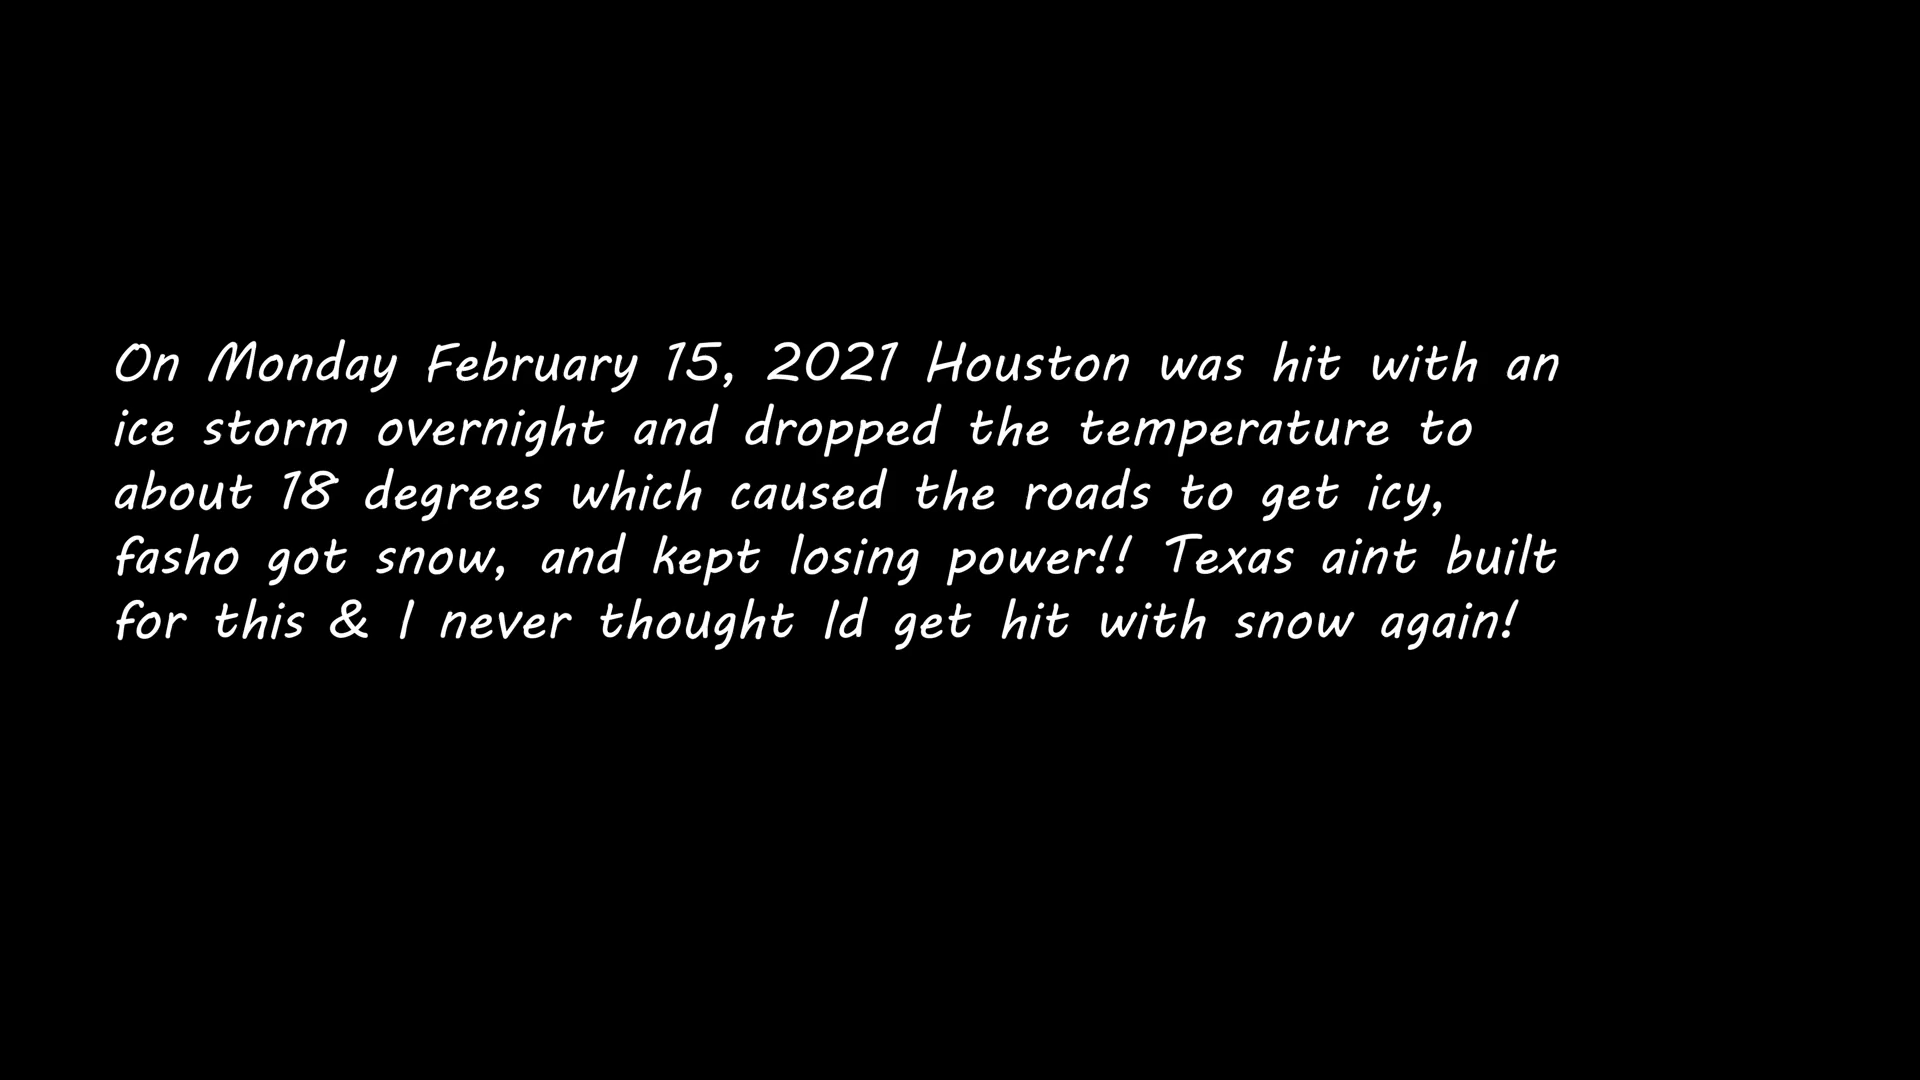 On Monday February 15, 2021 Houston was hit with an
ice storm overnight and dropped the temperature to
about 18 degrees which caused the roads to get icy,
fasho got snow, and kept losing power!! Texas aint built
for this & I never thought Id get hit with snow again!